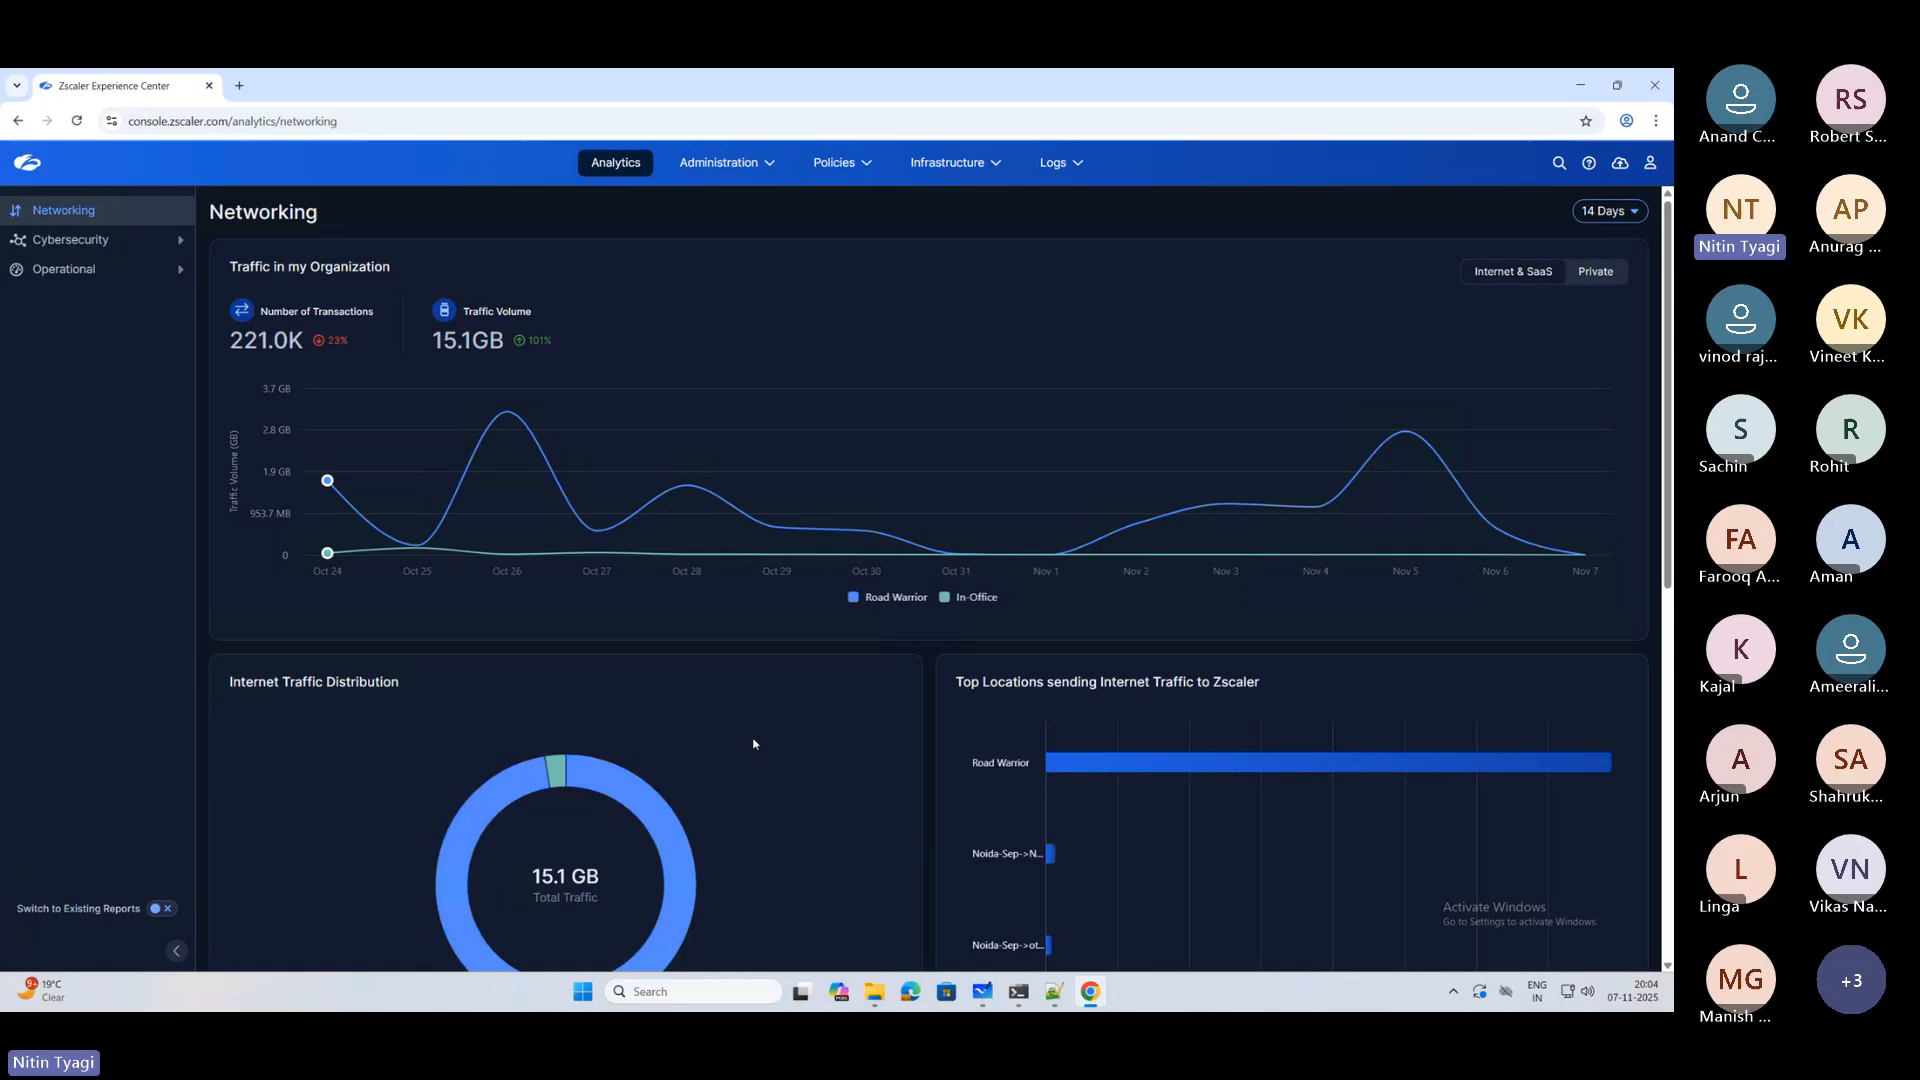 Zscaler Experience Center
console.zscaler.com/analytics/networking
Analytics
Administration
Policies
Infrastructure
Logs
Networking
Cybersecurity
Operational
Networking
14 Days
Traffic in my Organization
Internet & SaaS
Private
Number of Transactions
221.0K
23%
Traffic Volume
15.1GB
101%
Traffic Volume (GB)
3.7 GB
2.8 GB
1.9 GB
953.7 MB
0
Oct 24
Oct 25
Oct 26
Oct 27
Oct 28
Oct 29
Oct 30
Oct 31
Nov 1
Nov 2
Nov 3
Nov 4
Nov 5
Nov 6
Nov 7
Road Warrior
In-Office
Internet Traffic Distribution
15.1 GB
Total Traffic
Top Locations sending Internet Traffic to Zscaler
Road Warrior
Noida-Sep->N...
Noida-Sep->ot...
Activate Windows
Go to Settings to activate Windows.
Switch to Existing Reports
9+
19°C
Clear
Search
ENG
IN
20:04
07-11-2025
Anand C...
RS
Robert S...
NT
Nitin Tyagi
AP
Anurag ...
vinod raj...
VK
Vineet K...
S
Sachin
R
Rohit
FA
Farooq A...
A
Aman
K
Kajal
Ameerali...
A
Arjun
SA
Shahruk...
L
Linga
VN
Vikas Na...
MG
Manish ...
+3
Nitin Tyagi